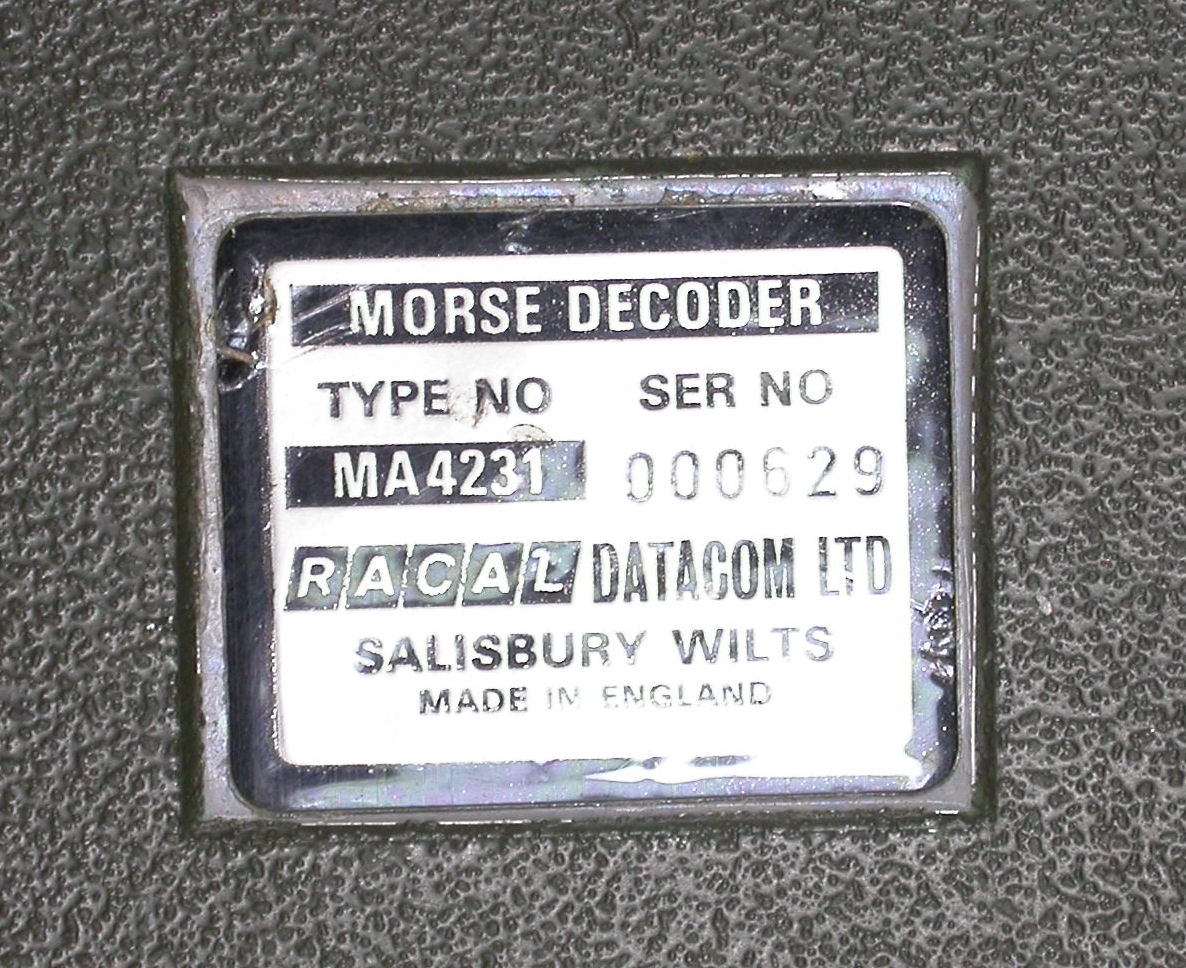 MORSE DECODER
TYPE NO SER NO
MA4231 000629
RACAL DATACOM LTD
SALISBURY WILTS
MADE IN ENGLAND